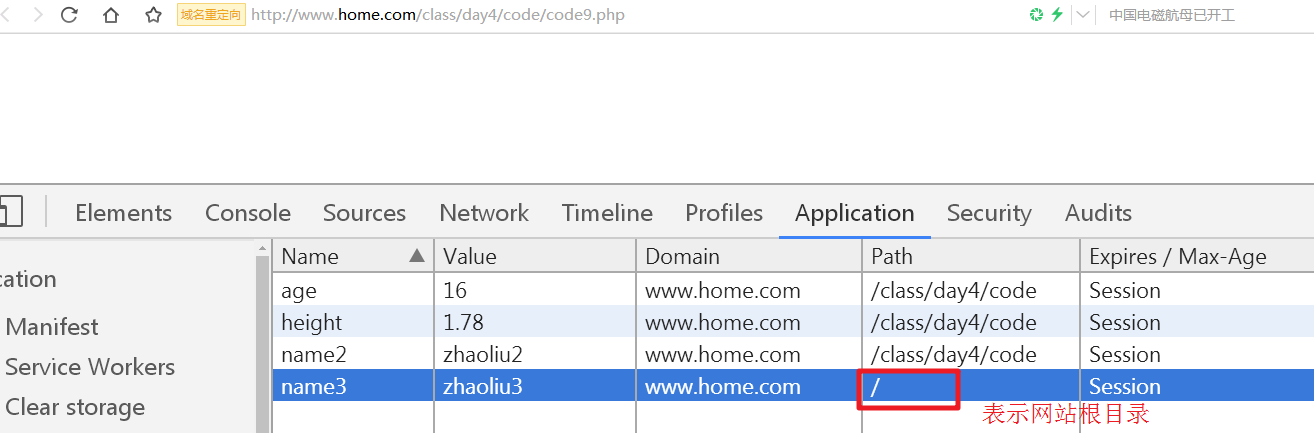 域名重定向 http://www.home.com/class/day4/code/code9.php 中国电磁航母已开工
Elements Console Sources Network Timeline Profiles Application Security Audits
Name Value Domain Path Expires / Max-Age
cation
age 16 www.home.com /class/day4/code Session
Manifest
height 1.78 www.home.com /class/day4/code Session
Service Workers
name2 zhaoliu2 www.home.com /class/day4/code Session
name3 zhaoliu3 www.home.com / Session
Clear storage
表示网站根目录